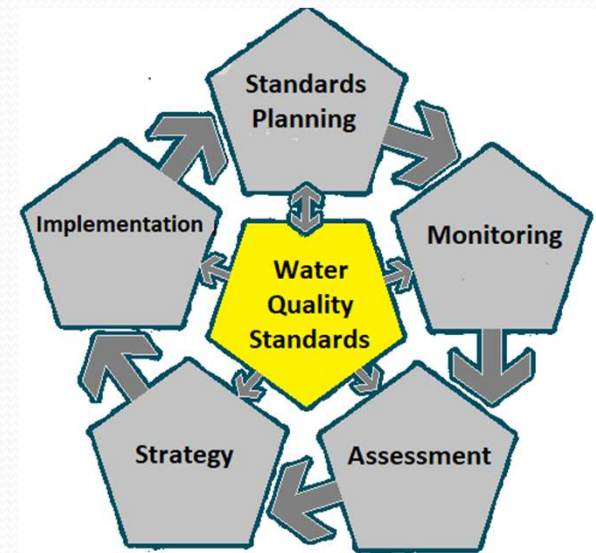 Standards
Planning
Implementation
Monitoring
Water
Quality
Standards
Strategy
Assessment